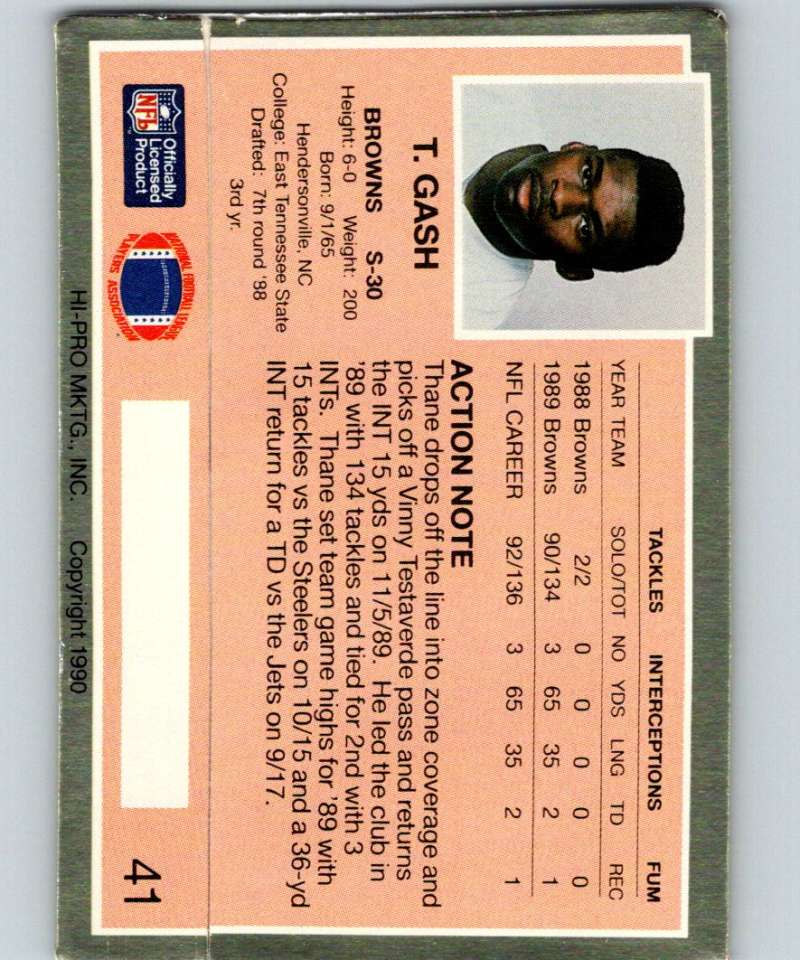 T. GASH
BROWNS S-30
Height: 6-0 Weight: 200
Born: 9/1/65
Hendersonville, NC
College: East Tennessee State
Drafted: 7th round '98
3rd yr.
TACKLES INTERCEPTIONS FUM
YEAR TEAM SOLO/TOT NO YDS LNG TD REC
1988 Browns 2/2 0 0 0 0 0
1989 Browns 90/134 3 65 35 2 1
NFL CAREER 92/136 3 65 35 2 1
ACTION NOTE
Thane drops off the line into zone coverage and
picks off a Vinny Testaverde pass and returns
the INT 15 yds on 11/5/89. He led the club in
'89 with 134 tackles and tied for 2nd with 3
INTs. Thane set team game highs for '89 with
15 tackles vs the Steelers on 10/15 and a 36-yd
INT return for a TD vs the Jets on 9/17.
NFL
Officially
Licensed
Product
NATIONAL FOOTBALL LEAGUE
PLAYERS ASSOCIATION
41
HI-PRO MKTG., INC. Copyright 1990